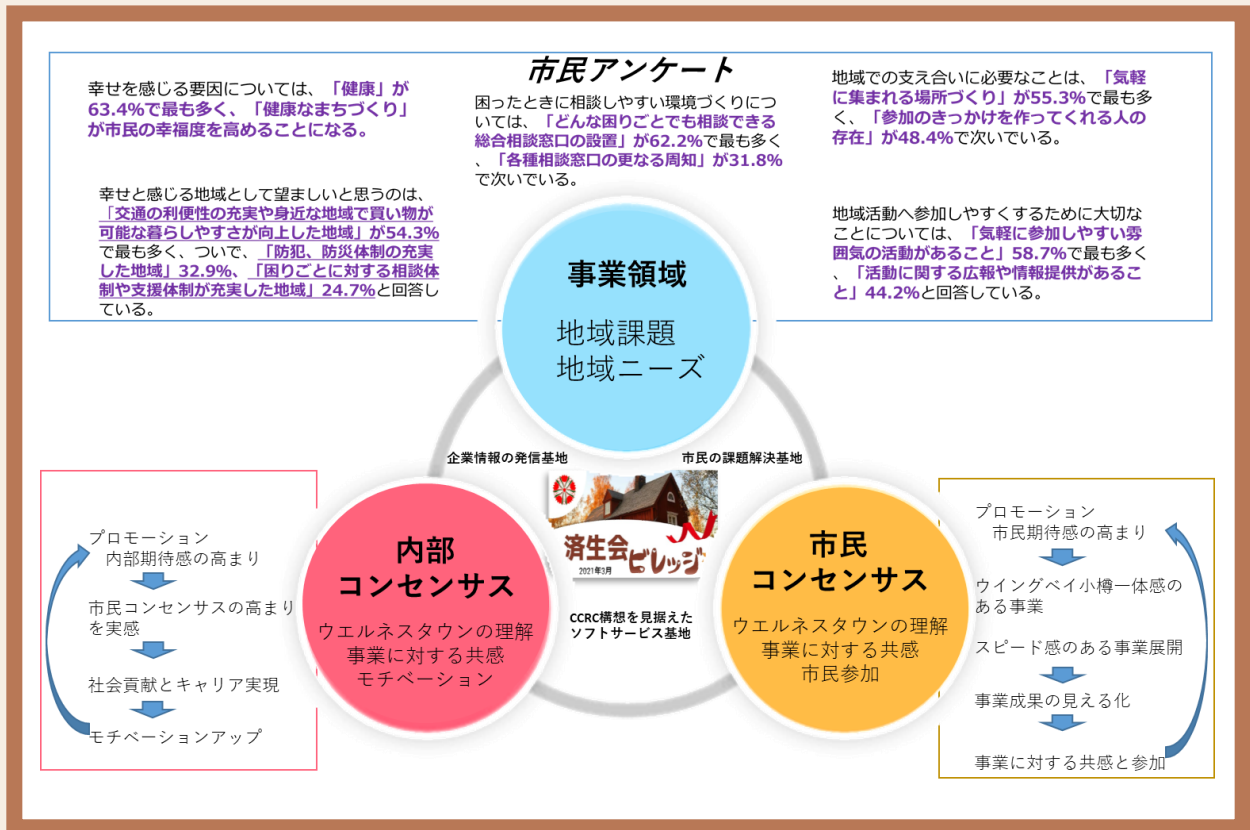 市民アンケート
幸せを感じる要因については、「健康」が
63.4%で最も多く、「健康なまちづくり」
が市民の幸福度を高めることになる。
幸せと感じる地域として望ましいと思うのは、
「交通の利便性の充実や身近な地域で買い物が
可能な暮らしやすさが向上した地域」が54.3%
で最も多く、ついで、「防犯、防災体制の充実
した地域」32.9%、「困りごとに対する相談体
制や支援体制が充実した地域」24.7%と回答し
ている。
困ったときに相談しやすい環境づくりにつ
いては、「どんな困りごとでも相談できる
総合相談窓口の設置」が62.2%で最も多く
、「各種相談窓口の更なる周知」が31.8%
で次いでいる。
地域での支え合いに必要なことは、「気軽
に集まれる場所づくり」が55.3%で最も多
く、「参加のきっかけを作ってくれる人の
存在」が48.4%で次いでいる。
地域活動へ参加しやすくするために大切な
ことについては、「気軽に参加しやすい雰
囲気の活動があること」58.7%で最も多く
、「活動に関する広報や情報提供があるこ
と」44.2%と回答している。
事業領域
地域課題
地域ニーズ
企業情報の発信基地
市民の課題解決基地
済生会
ビレッジ
2021年3月
CCRC構想を見据えた
ソフトサービス基地
内部
コンセンサス
ウエルネスタウンの理解
事業に対する共感
モチベーション
市民
コンセンサス
ウエルネスタウンの理解
事業に対する共感
市民参加
プロモーション
内部期待感の高まり
市民コンセンサスの高まり
を実感
社会貢献とキャリア実現
モチベーションアップ
プロモーション
市民期待感の高まり
ウイングベイ小樽一体感の
ある事業
スピード感のある事業展開
事業成果の見える化
事業に対する共感と参加